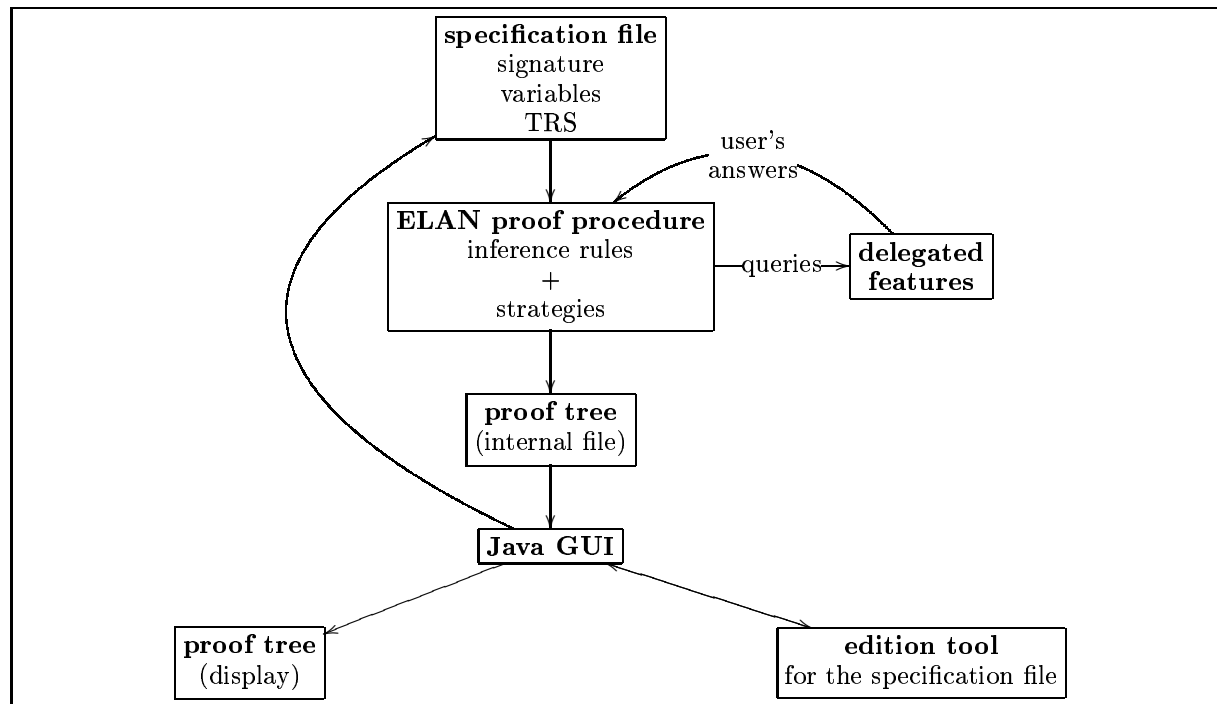 specification file
signature
variables
TRS
user's
answers
ELAN proof procedure
inference rules
+
strategies
queries
delegated
features
proof tree
(internal file)
Java GUI
proof tree
(display)
edition tool
for the specification file